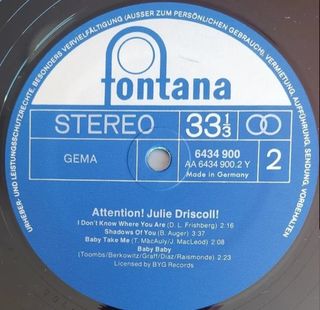 URHEBER- UND LEISTUNGSSCHUTZRECHTE, BESONDERS VERVIELFÄLTIGUNG (AUSSER ZUM PERSÖNLICHEN GEBRAUCH), VERMIETUNG, AUFFÜHRUNG, SENDUNG, VORBEHALTEN
fontana
STEREO 33 1/3
GEMA
6434 900
AA 6434 900.2 Y
Made in Germany
2
Attention! Julie Driscoll!
I Don't Know Where You Are (D. L. Frishberg) 2:16
Shadows Of You (B. Auger) 3:37
Baby Take Me (T. MacAuly/J. MacLeod) 2:08
Baby Baby
(Toombs/Berkowitz/Graff/Diaz/Raismonde) 2:23
Licensed by BYG Records